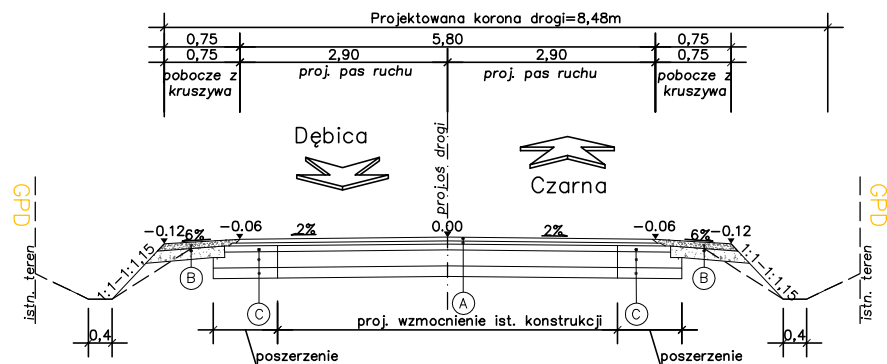 Projektowana korona drogi=8,48m
0,75 5,80 0,75
0,75 2,90 2,90 0,75
pobocze z kruszywa
proj. pas ruchu
proj. pas ruchu
pobocze z kruszywa
Dębica
proj.oś drogi
Czarna
GPD
GPD
-0.12 -0.06 0.00 -0.06 -0.12
6% 2% 2% 6%
istn. teren
1:1-1:1,15
1:1-1:1,15
istn. teren
B C A C B
0,4
proj. wzmocnienie ist. konstrukcji
0,4
poszerzenie
poszerzenie